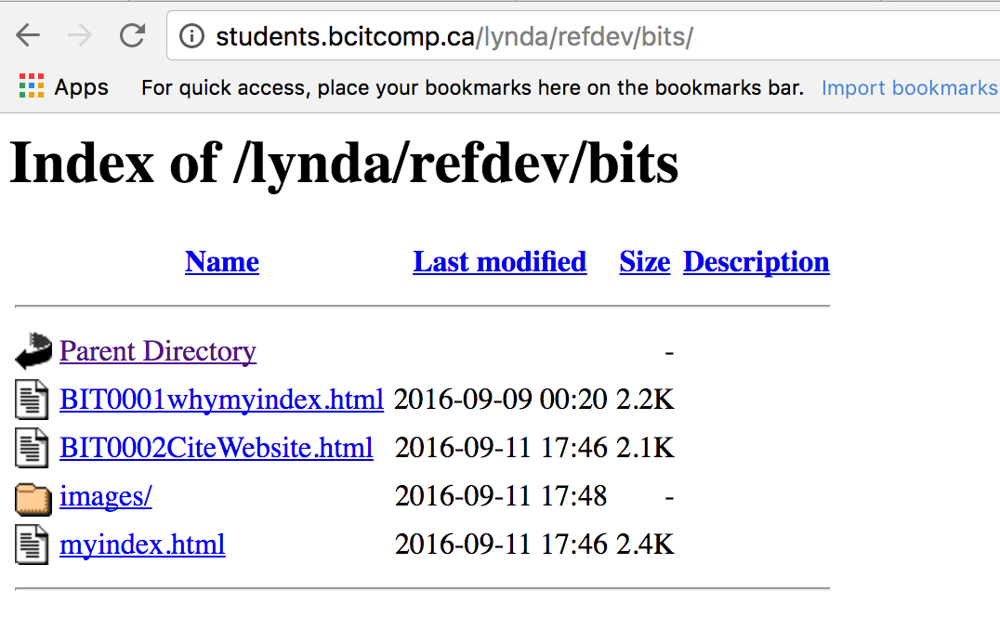 students.bcitcomp.ca/lynda/refdev/bits/
Apps For quick access, place your bookmarks here on the bookmarks bar. Import bookmarks
Index of /lynda/refdev/bits
Name Last modified Size Description
Parent Directory -
BIT0001whymyindex.html 2016-09-09 00:20 2.2K
BIT0002CiteWebsite.html 2016-09-11 17:46 2.1K
images/ 2016-09-11 17:48 -
myindex.html 2016-09-11 17:46 2.4K